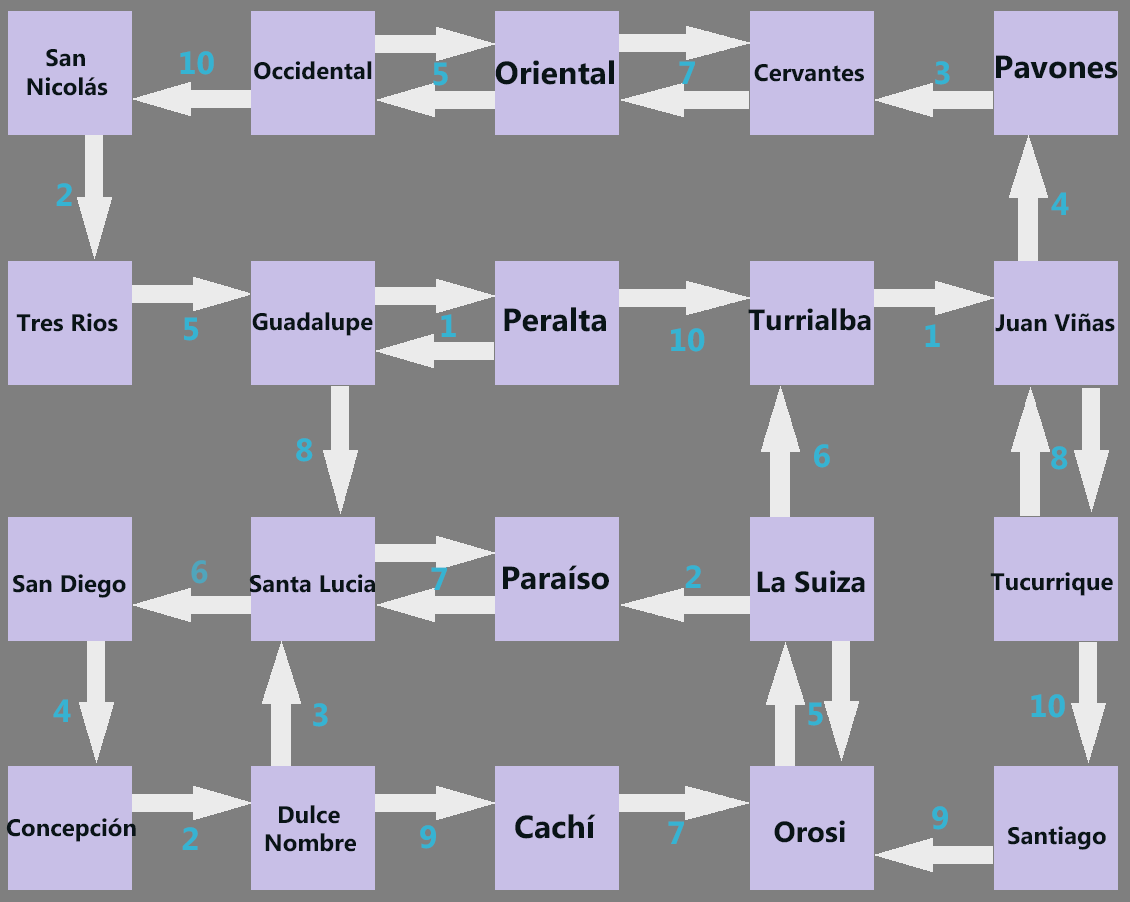 San
Nicolás
10
Occidental
5
Oriental
7
Cervantes
3
Pavones
2
4
Tres Rios
5
Guadalupe
1
Peralta
10
Turrialba
1
Juan Viñas
8
6
8
San Diego
6
Santa Lucia
7
Paraíso
2
La Suiza
Tucurrique
4
3
5
10
Concepción
2
Dulce
Nombre
9
Cachí
7
Orosi
9
Santiago